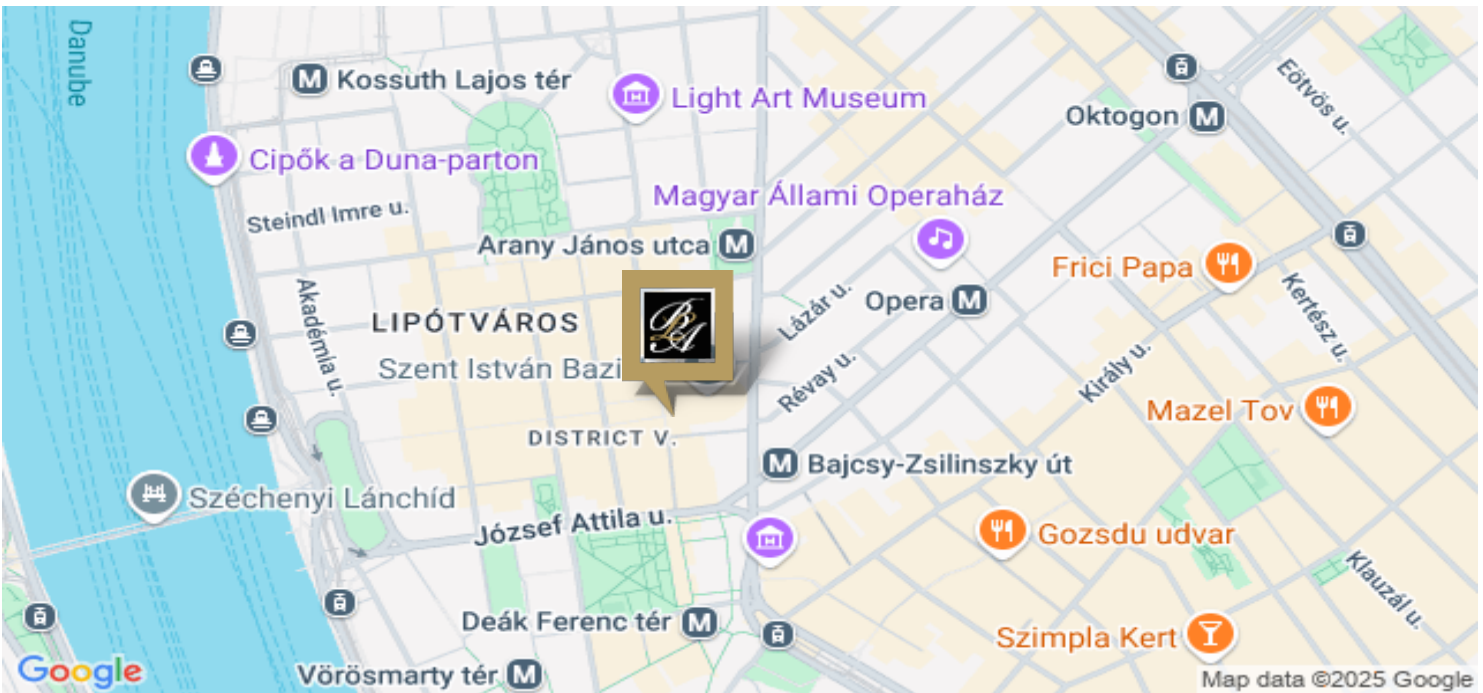 Danube
Kossuth Lajos tér
Light Art Museum
Oktogon
Eötvös u.
Cipők a Duna-parton
Steindl Imre u.
Magyar Állami Operaház
Arany János utca
Frici Papa
Opera
Lázár u.
Kertész u.
Akadémia u.
LIPÓTVÁROS
Szent István Bazi
Révay u.
Király u.
Mazel Tov
DISTRICT V.
Bajcsy-Zsilinszky út
Széchenyi Lánchíd
József Attila u.
Gozsdu udvar
Klauzál u.
Deák Ferenc tér
Szimpla Kert
Vörösmarty tér
Google
Map data ©2025 Google